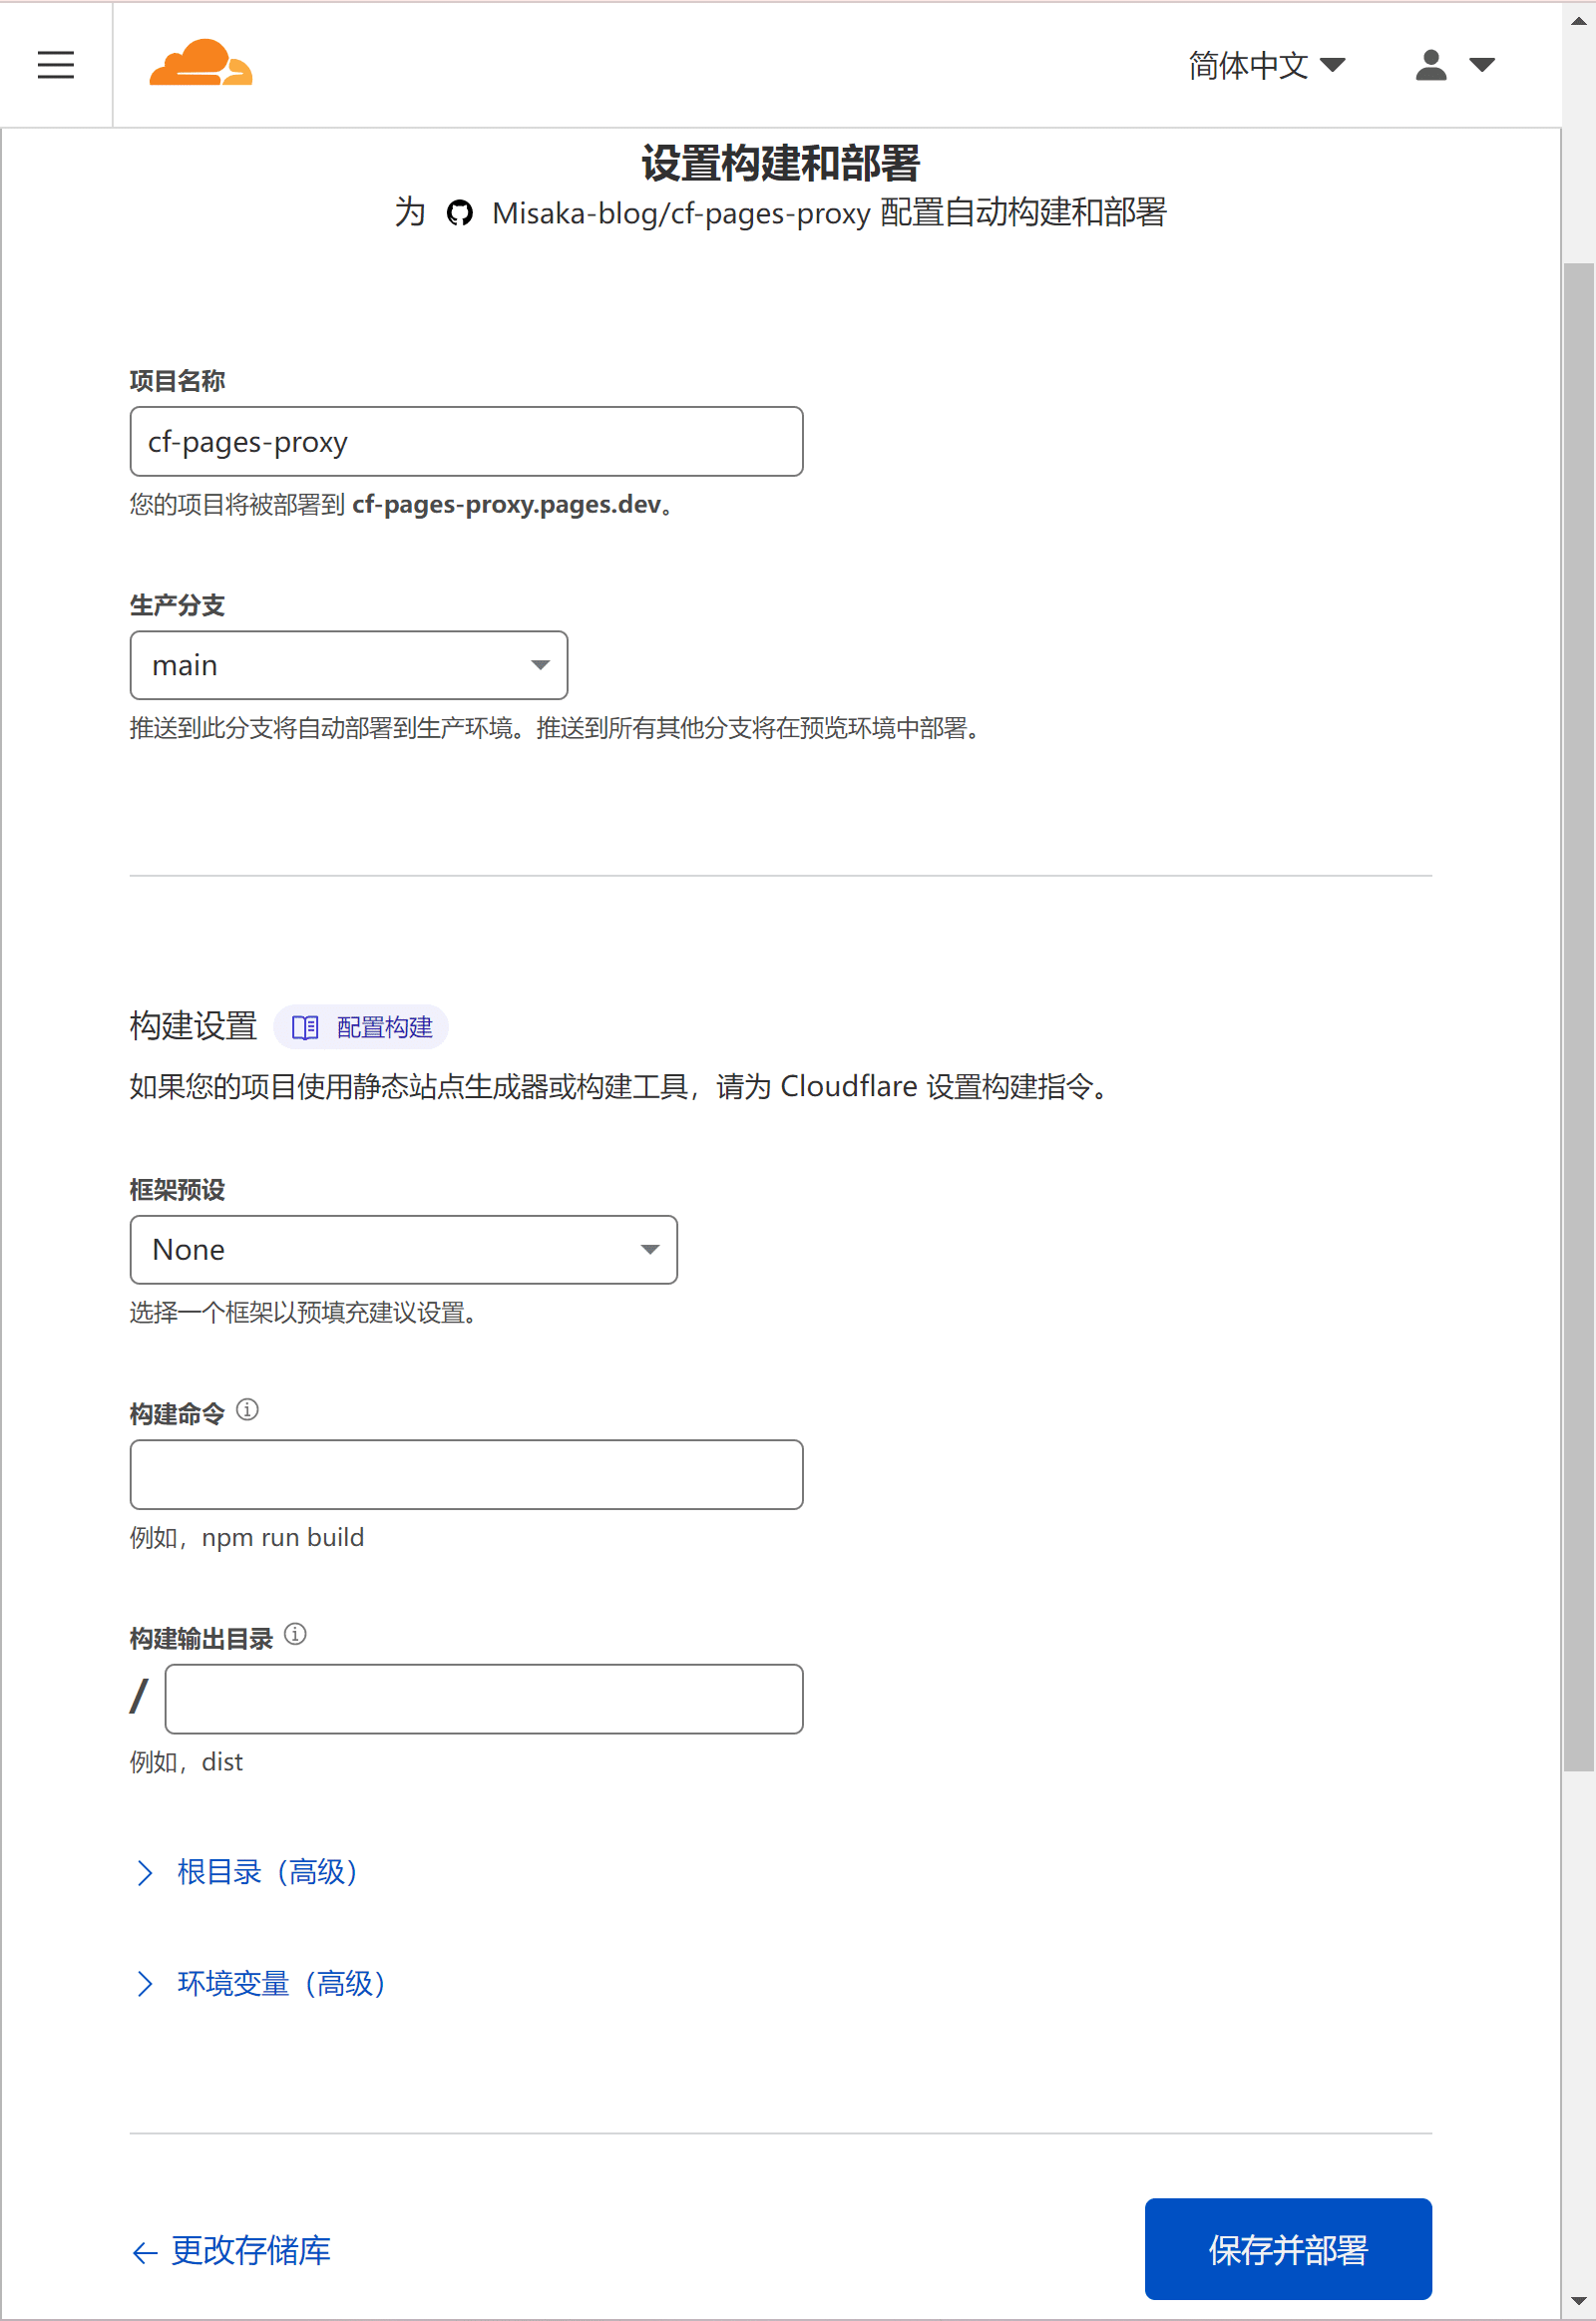 简体中文
设置构建和部署
为 Misaka-blog/cf-pages-proxy 配置自动构建和部署
项目名称
cf-pages-proxy
您的项目将被部署到 cf-pages-proxy.pages.dev。
生产分支
main
推送到此分支将自动部署到生产环境。推送到所有其他分支将在预览环境中部署。
构建设置 配置构建
如果您的项目使用静态站点生成器或构建工具，请为 Cloudflare 设置构建指令。
框架预设
None
选择一个框架以预填充建议设置。
构建命令
例如，npm run build
构建输出目录
/
例如，dist
根目录（高级）
环境变量（高级）
更改存储库 保存并部署